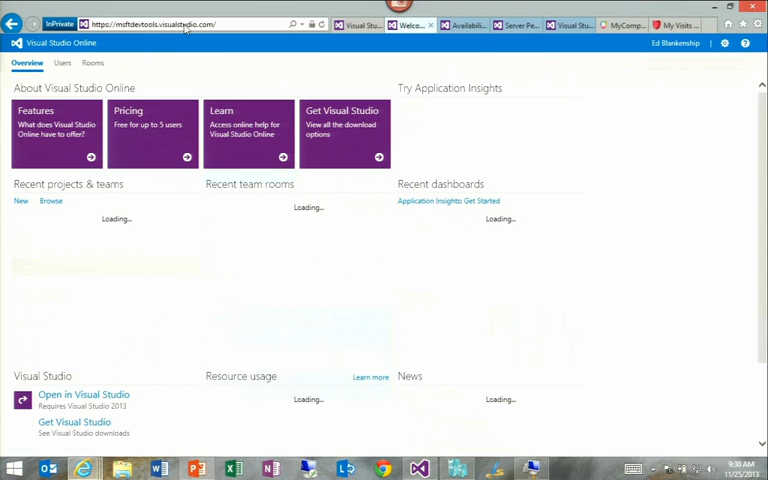 InPrivate https://msftdevtools.visualstudio.com/ Visual Stu... Welco... Availabili... Server Pe... Visual Stu... MyComp... My Visits ...
Visual Studio Online Ed Blankenship
Overview Users Rooms
About Visual Studio Online Try Application Insights
Features Pricing Learn Get Visual Studio
What does Visual Studio Online have to offer? Free for up to 5 users Access online help for Visual Studio Online View all the download options
Recent projects & teams Recent team rooms Recent dashboards
New Browse Application Insights: Get Started
Loading... Loading... Loading...
Visual Studio Resource usage Learn more News
Open in Visual Studio
Requires Visual Studio 2013
Loading... Loading...
Get Visual Studio
See Visual Studio downloads
9:30 AM
11/25/2013